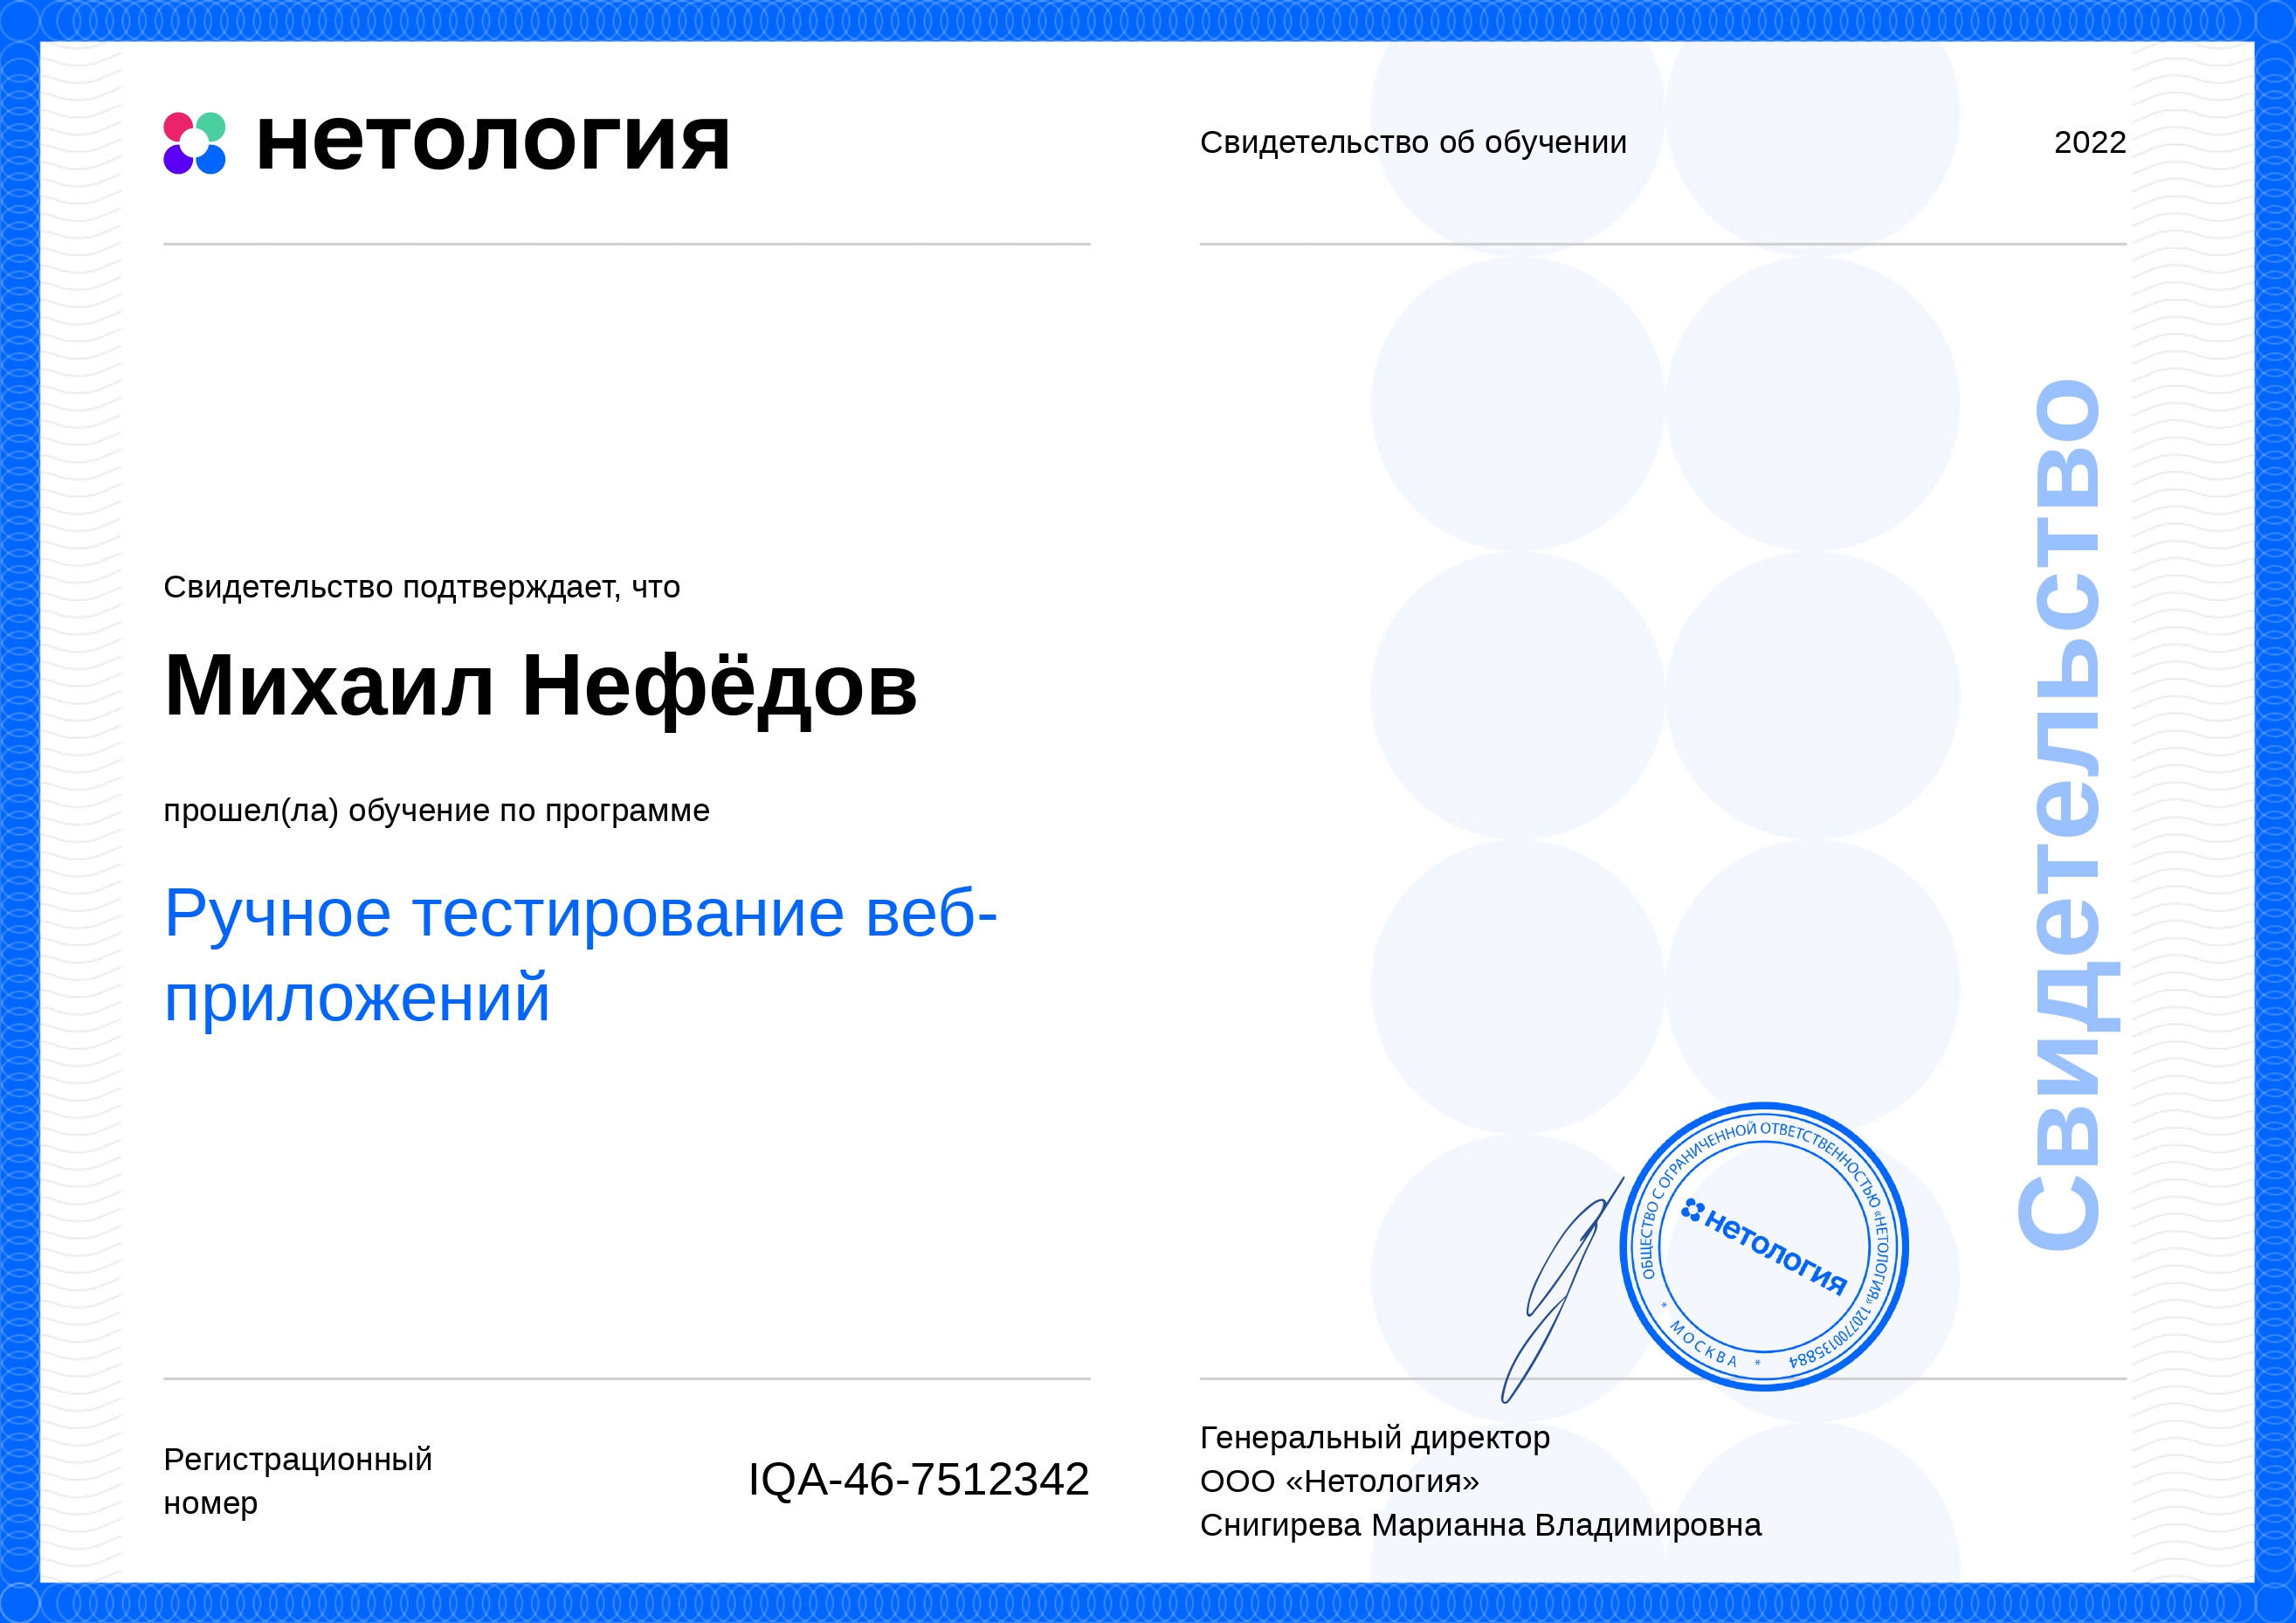 нетология
Свидетельство об обучении
2022
Свидетельство подтверждает, что
Михаил Нефёдов
прошел(ла) обучение по программе
Ручное тестирование веб-
приложений
Свидетельство
ОБЩЕСТВО С ОГРАНИЧЕННОЙ ОТВЕТСТВЕННОСТЬЮ «НЕТОЛОГИЯ» 1207700135884
* МОСКВА *
нетология
Регистрационный
номер
IQA-46-7512342
Генеральный директор
ООО «Нетология»
Снигирева Марианна Владимировна